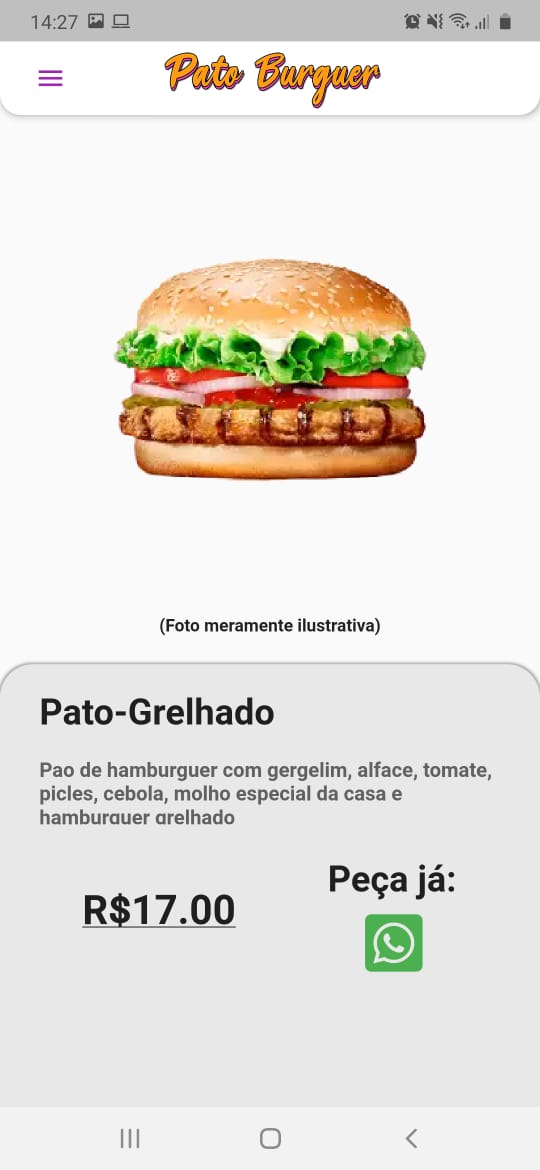 14:27
Pato Burguer
(Foto meramente ilustrativa)
Pato-Grelhado
Pao de hamburguer com gergelim, alface, tomate,
picles, cebola, molho especial da casa e
hamburguer grelhado
Peça já:
R$17.00